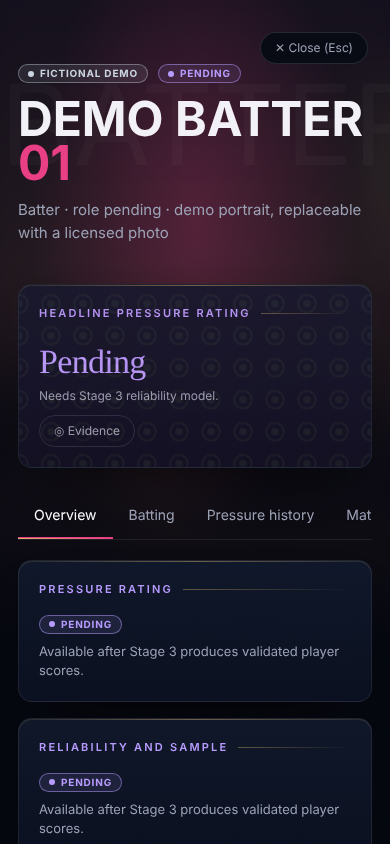 ✕ Close (Esc)
FICTIONAL DEMO
PENDING
DEMO BATTER
01
Batter · role pending · demo portrait, replaceable
with a licensed photo
HEADLINE PRESSURE RATING
Pending
Needs Stage 3 reliability model.
◎ Evidence
Overview
Batting
Pressure history
Mat
PRESSURE RATING
PENDING
Available after Stage 3 produces validated player
scores.
RELIABILITY AND SAMPLE
PENDING
Available after Stage 3 produces validated player
scores.